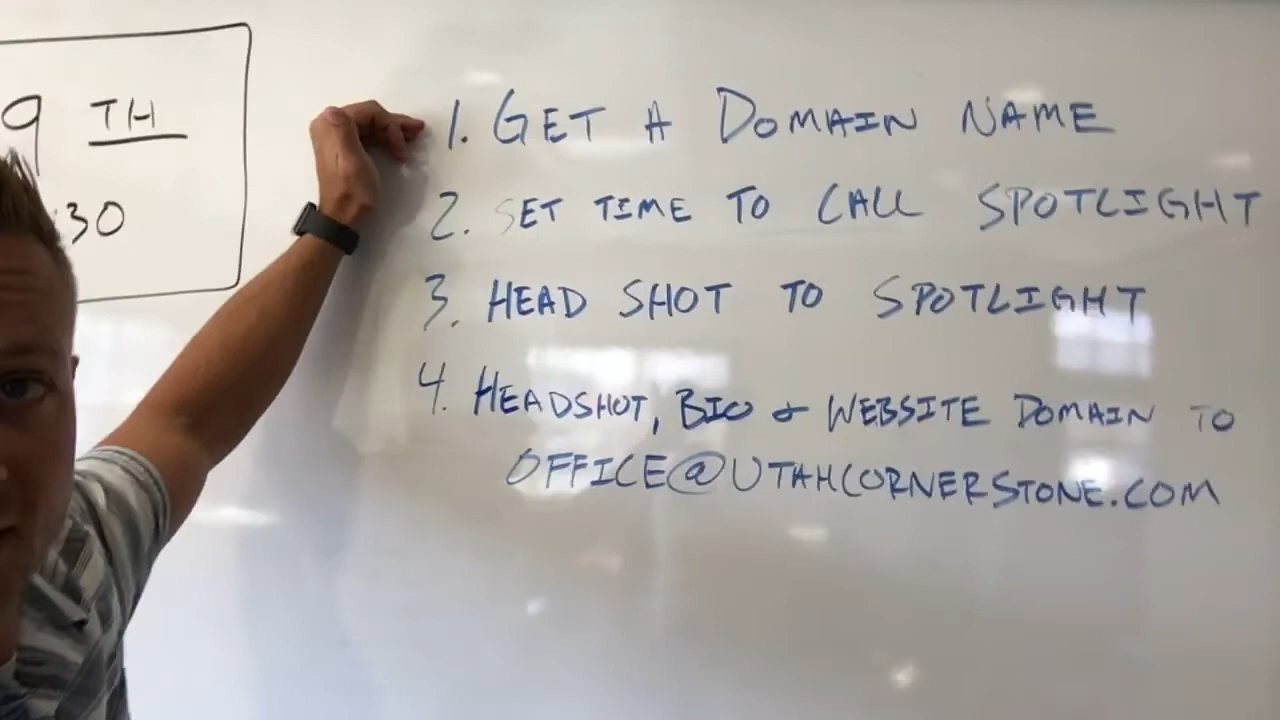 9 TH
:30
1. GET A DOMAIN NAME
2. SET TIME TO CALL SPOTLIGHT
3. HEAD SHOT TO SPOTLIGHT
4. HEADSHOT, BIO & WEBSITE DOMAIN TO
OFFICE@UTAHCORNERSTONE.COM